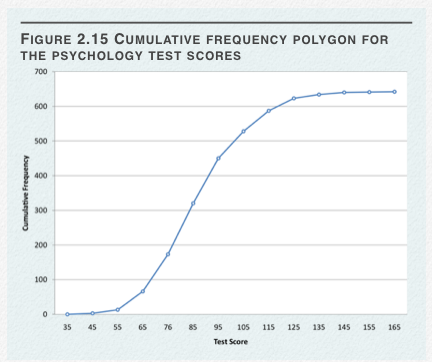 FIGURE 2.15 CUMULATIVE FREQUENCY POLYGON FOR
THE PSYCHOLOGY TEST SCORES
700
600
500
400
300
200
100
0
Cumulative Frequency
35 45 55 65 76 85 95 105 115 125 135 145 155 165
Test Score